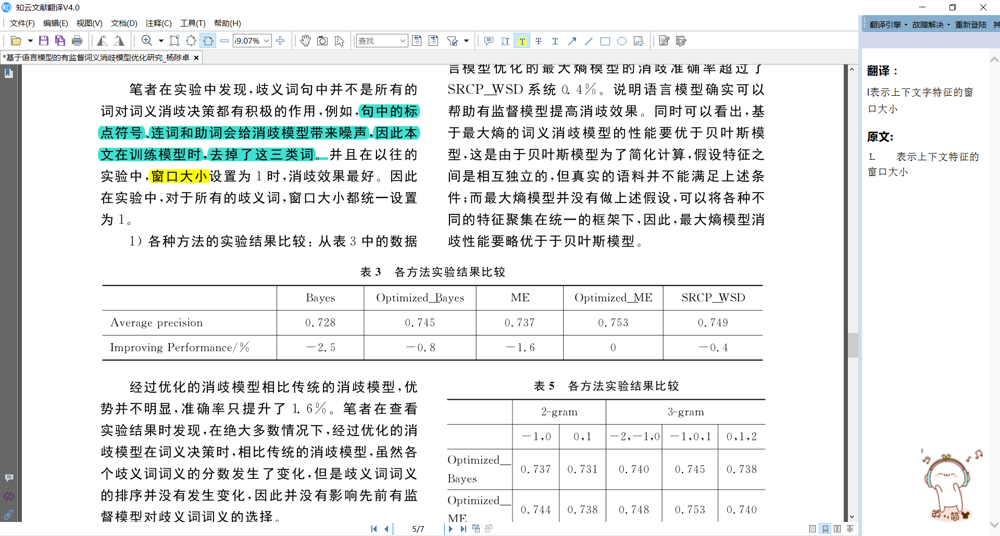 知云文献翻译V4.0
文件(F) 编辑(E) 视图(V) 文档(D) 注释(C) 工具(T) 帮助(H)
翻译引擎 故障解决 重新登陆 其
59.07% 查找
*基于语言模型的有监督词义消歧模型优化研究_杨陟卓
笔者在实验中发现,歧义词句中并不是所有的
词对词义消歧决策都有积极的作用,例如,句中的标
点符号、连词和助词会给消歧模型带来噪声,因此本
文在训练模型时,去掉了这三类词。并且在以往的
实验中,窗口大小设置为 1 时,消歧效果最好。因此
在实验中,对于所有的歧义词,窗口大小都统一设置
为 1。
1) 各种方法的实验结果比较: 从表 3 中的数据
言模型优化的最大熵模型的消歧准确率超过了
SRCP_WSD 系统 0.4%。说明语言模型确实可以
帮助有监督模型提高消歧效果。同时可以看出,基
于最大熵的词义消歧模型的性能要优于贝叶斯模
型,这是由于贝叶斯模型为了简化计算,假设特征之
间是相互独立的,但真实的语料并不能满足上述条
件;而最大熵模型并没有做上述假设,可以将各种不
同的特征聚集在统一的框架下,因此,最大熵模型消
歧性能要略优于于贝叶斯模型。
表 3 各方法实验结果比较
Bayes Optimized_Bayes ME Optimized_ME SRCP_WSD
Average precision 0.728 0.745 0.737 0.753 0.749
Improving Performance/% －2.5 －0.8 －1.6 0 －0.4
经过优化的消歧模型相比传统的消歧模型,优
势并不明显,准确率只提升了 1.6%。笔者在查看
实验结果时发现,在绝大多数情况下,经过优化的消
歧模型在词义决策时,相比传统的消歧模型,虽然各
个歧义词词义的分数发生了变化,但是歧义词词义
的排序并没有发生变化,因此并没有影响先前有监
督模型对歧义词词义的选择。
表 5 各方法实验结果比较
2-gram 3-gram
－1,0 0,1 －2,－1,0 －1,0,1 0,1,2
Optimized_
Bayes 0.737 0.731 0.740 0.745 0.738
Optimized_
ME 0.744 0.738 0.748 0.753 0.740
翻译：
l表示上下文字特征的窗
口大小
原文:
L 表示上下文特征的
窗口大小
英 简
5/7